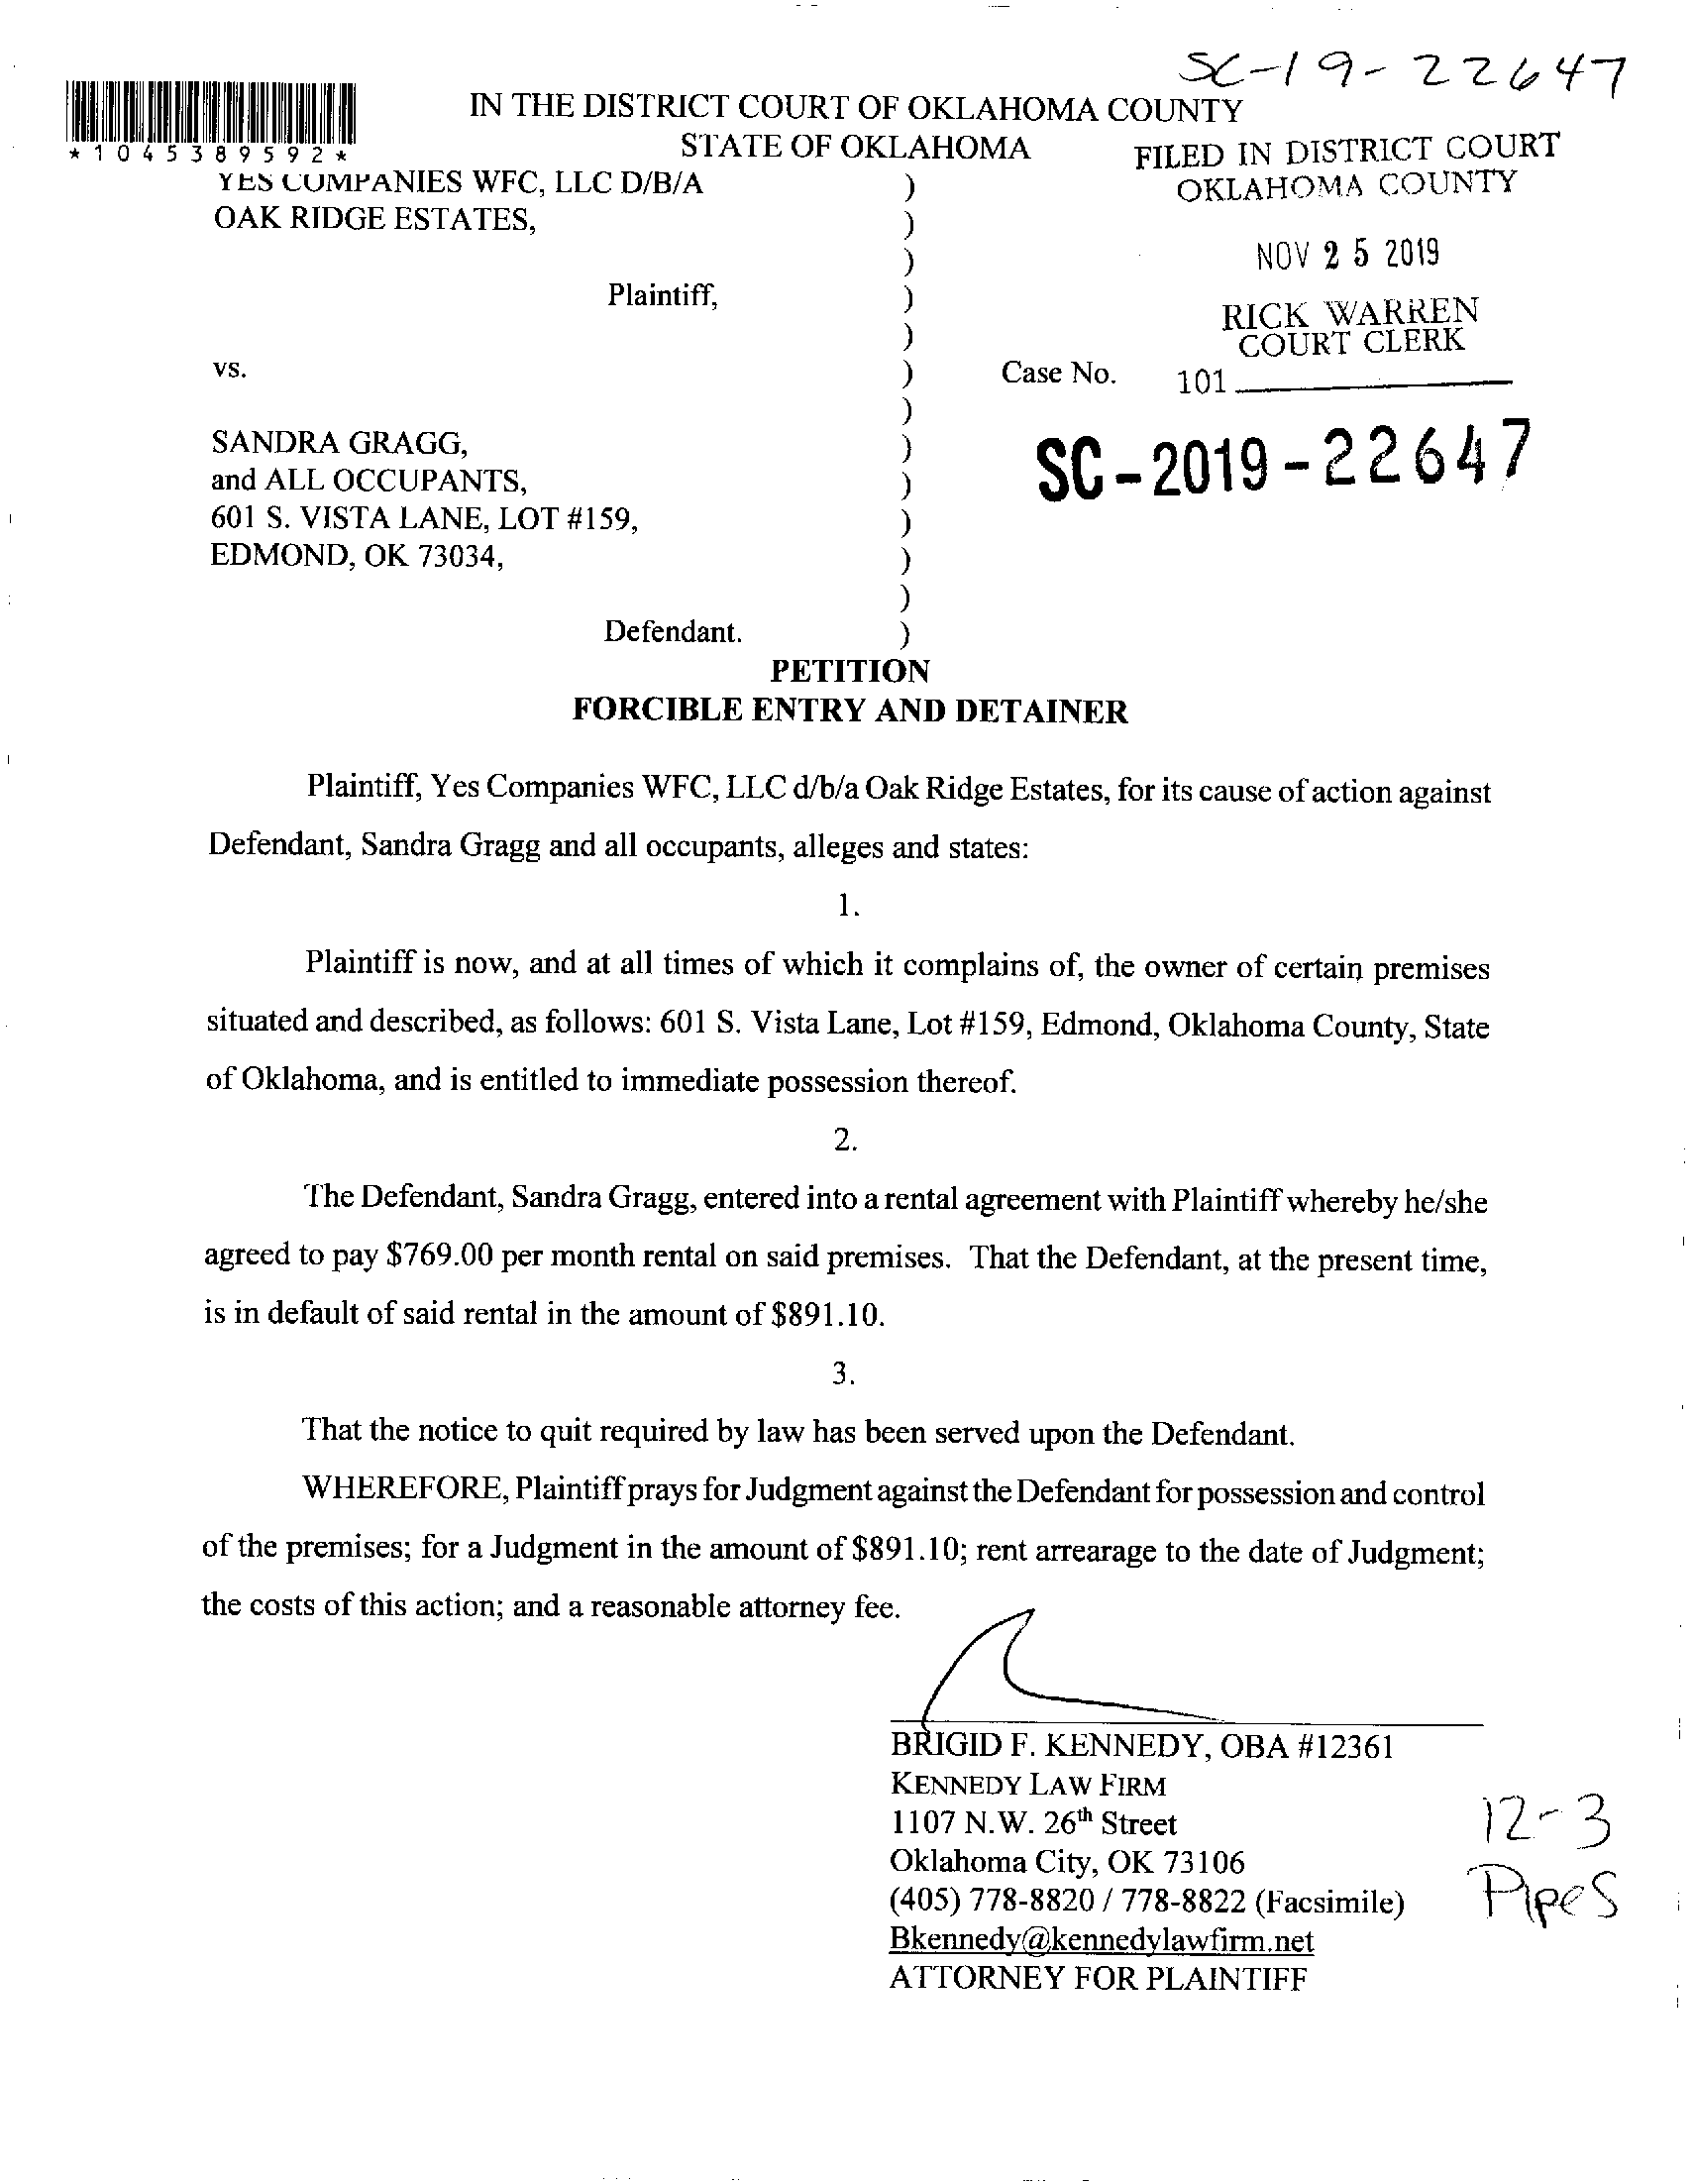 SC-19-22647
IN THE DISTRICT COURT OF OKLAHOMA COUNTY
STATE OF OKLAHOMA
*1045389592*
FILED IN DISTRICT COURT
OKLAHOMA COUNTY
NOV 25 2019
RICK WARREN
COURT CLERK
101
YES COMPANIES WFC, LLC D/B/A )
OAK RIDGE ESTATES, )
)
Plaintiff, )
)
vs. ) Case No.
)
SANDRA GRAGG, ) SC-2019-22647
and ALL OCCUPANTS, )
601 S. VISTA LANE, LOT #159, )
EDMOND, OK 73034, )
)
Defendant. )
PETITION
FORCIBLE ENTRY AND DETAINER
Plaintiff, Yes Companies WFC, LLC d/b/a Oak Ridge Estates, for its cause of action against
Defendant, Sandra Gragg and all occupants, alleges and states:
1.
Plaintiff is now, and at all times of which it complains of, the owner of certain premises
situated and described, as follows: 601 S. Vista Lane, Lot #159, Edmond, Oklahoma County, State
of Oklahoma, and is entitled to immediate possession thereof.
2.
The Defendant, Sandra Gragg, entered into a rental agreement with Plaintiff whereby he/she
agreed to pay $769.00 per month rental on said premises. That the Defendant, at the present time,
is in default of said rental in the amount of $891.10.
3.
That the notice to quit required by law has been served upon the Defendant.
WHEREFORE, Plaintiff prays for Judgment against the Defendant for possession and control
of the premises; for a Judgment in the amount of $891.10; rent arrearage to the date of Judgment;
the costs of this action; and a reasonable attorney fee.
BRIGID F. KENNEDY, OBA #12361
KENNEDY LAW FIRM
1107 N.W. 26th Street
Oklahoma City, OK 73106
(405) 778-8820 / 778-8822 (Facsimile)
Bkennedy@kennedylawfirm.net
ATTORNEY FOR PLAINTIFF
12-3
Pipes